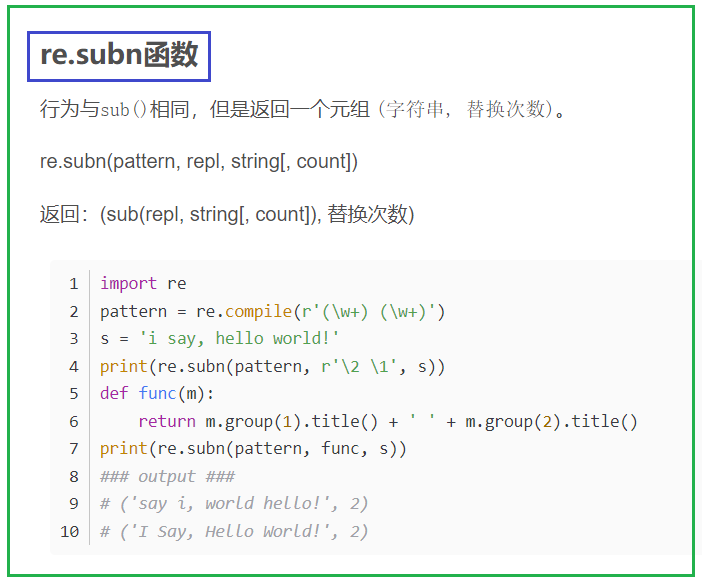 re.subn函数
行为与sub()相同，但是返回一个元组 (字符串, 替换次数)。
re.subn(pattern, repl, string[, count])
返回：(sub(repl, string[, count]), 替换次数)
1 import re
2 pattern = re.compile(r'(\w+) (\w+)')
3 s = 'i say, hello world!'
4 print(re.subn(pattern, r'\2 \1', s))
5 def func(m):
6     return m.group(1).title() + ' ' + m.group(2).title()
7 print(re.subn(pattern, func, s))
8 ### output ###
9 # ('say i, world hello!', 2)
10 # ('I Say, Hello World!', 2)